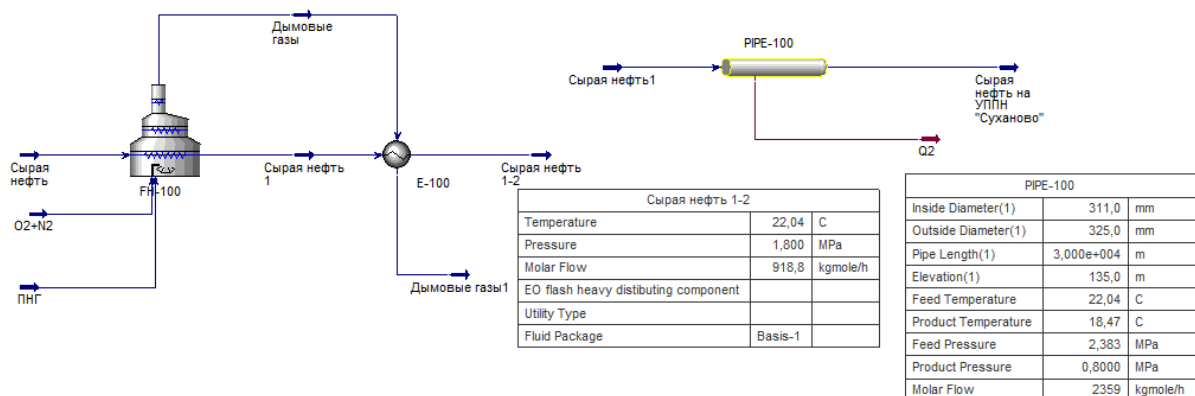 Дымовые
газы
PIPE-100
Сырая нефть1
Сырая
нефть на
УППН
"Суханово"
Q2
Сырая
нефть
FH-100
Сырая нефть
1
E-100
Сырая нефть
1-2
O2+N2
ПНГ
Дымовые газы1
Сырая нефть 1-2
Temperature 22,04 C
Pressure 1,800 MPa
Molar Flow 918,8 kgmole/h
EO flash heavy distibuting component
Utility Type
Fluid Package Basis-1
PIPE-100
Inside Diameter(1) 311,0 mm
Outside Diameter(1) 325,0 mm
Pipe Length(1) 3,000e+004 m
Elevation(1) 135,0 m
Feed Temperature 22,04 C
Product Temperature 18,47 C
Feed Pressure 2,383 MPa
Product Pressure 0,8000 MPa
Molar Flow 2359 kgmole/h